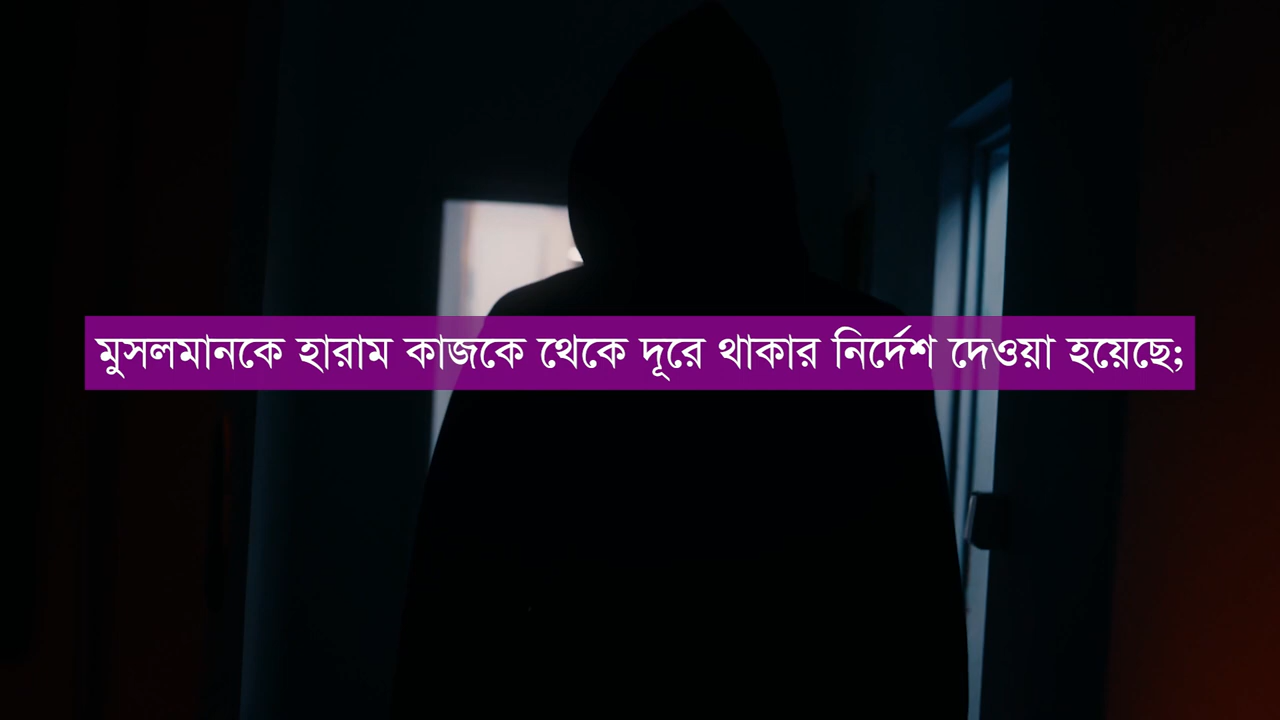 মুসলমানকে হারাম কাজকে থেকে দূরে থাকার নির্দেশ দেওয়া হয়েছে;